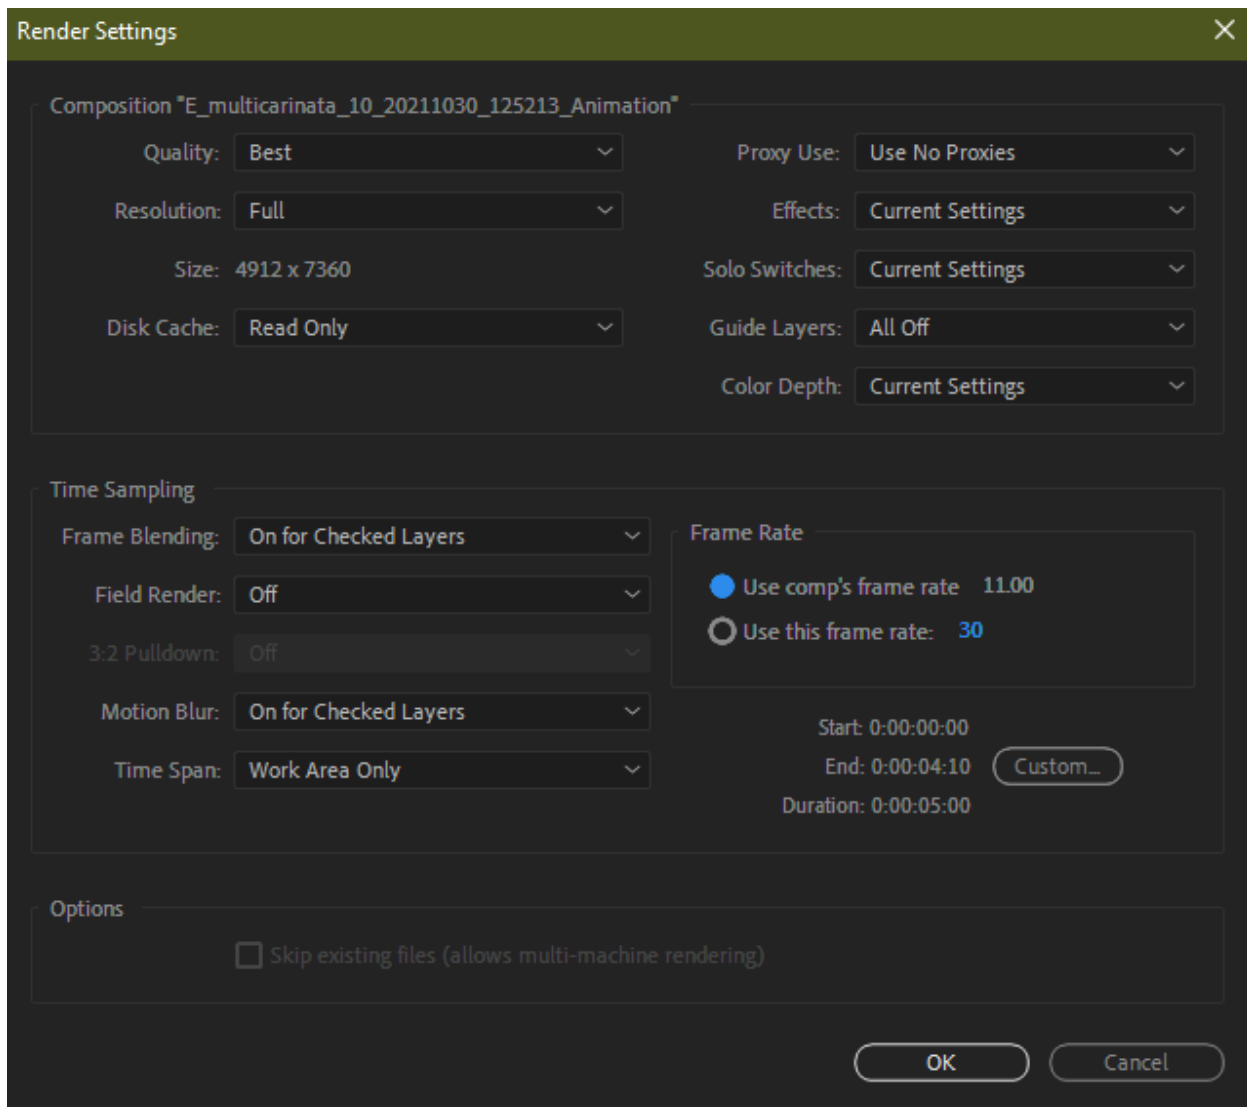 Render Settings
Composition "E_multicarinata_10_20211030_125213_Animation"
Quality: Best
Proxy Use: Use No Proxies
Resolution: Full
Effects: Current Settings
Size: 4912 x 7360
Solo Switches: Current Settings
Disk Cache: Read Only
Guide Layers: All Off
Color Depth: Current Settings
Time Sampling
Frame Blending: On for Checked Layers
Field Render: Off
3:2 Pulldown: Off
Motion Blur: On for Checked Layers
Time Span: Work Area Only
Frame Rate
Use comp's frame rate 11.00
Use this frame rate: 30
Start: 0:00:00:00
End: 0:00:04:10 Custom...
Duration: 0:00:05:00
Options
Skip existing files (allows multi-machine rendering)
OK Cancel